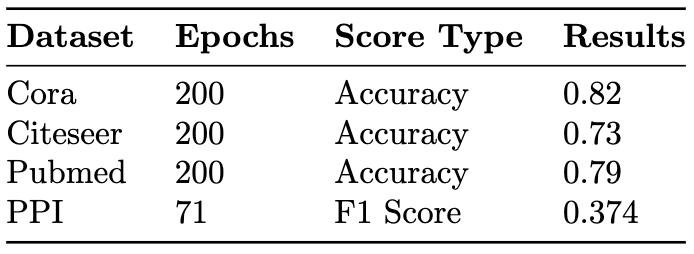 Dataset Epochs Score Type Results
Cora 200 Accuracy 0.82
Citeseer 200 Accuracy 0.73
Pubmed 200 Accuracy 0.79
PPI 71 F1 Score 0.374